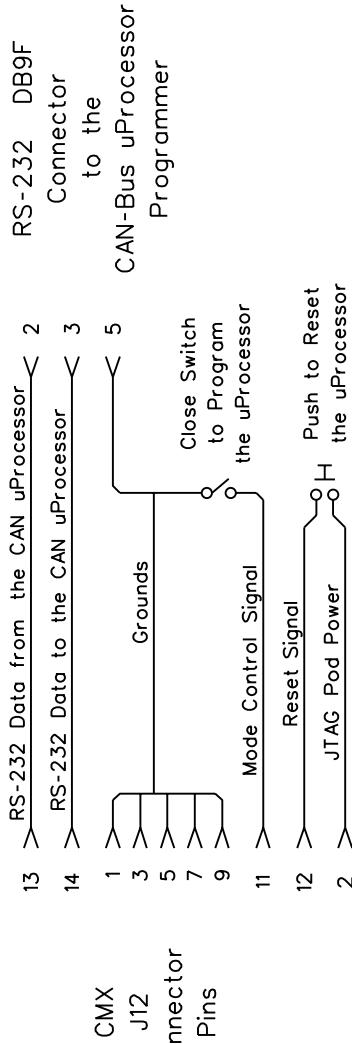 RS-232 DB9F
Connector
to the
CAN-Bus uProcessor
Programmer
13
RS-232 Data from the CAN uProcessor
2
14
RS-232 Data to the CAN uProcessor
3
1
5
3
Grounds
5
7
9
Close Switch
to Program
the uProcessor
11
Mode Control Signal
12
Reset Signal
Push to Reset
the uProcessor
2
JTAG Pod Power
CMX
J12
nnector
Pins